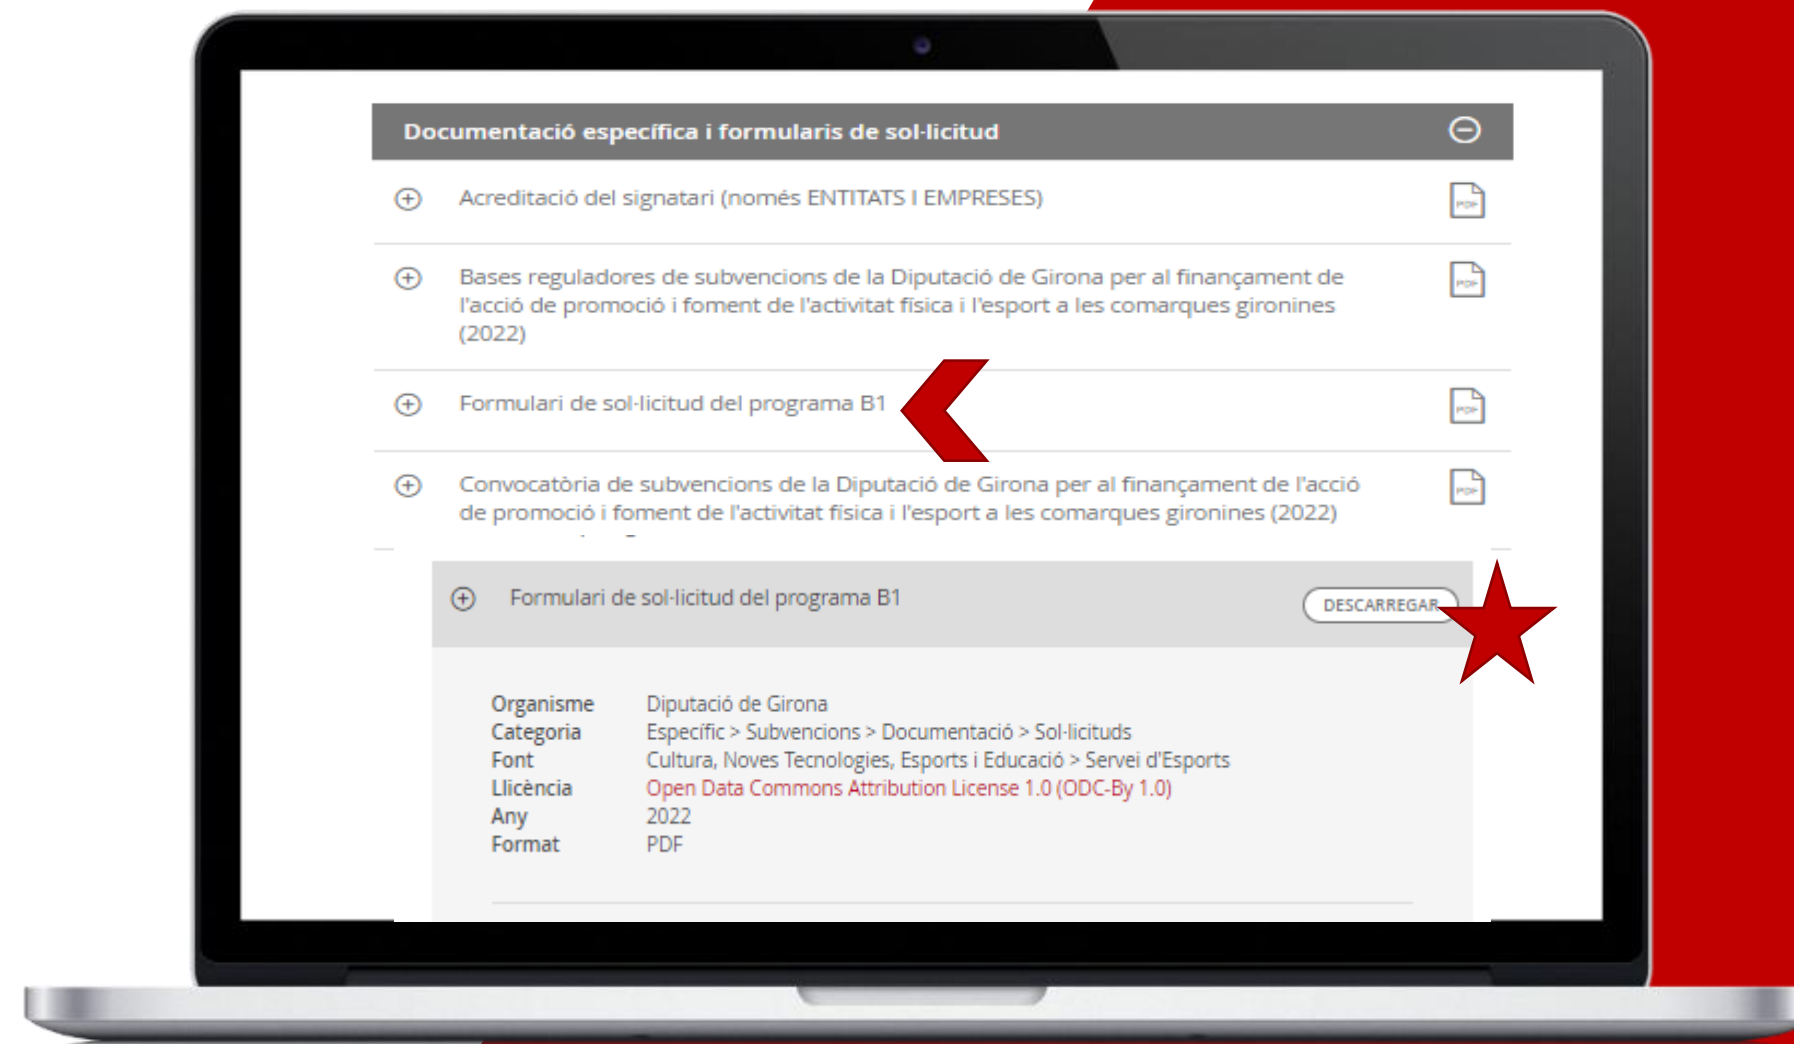 Documentació específica i formularis de sol·licitud
Acreditació del signatari (només ENTITATS I EMPRESES)
PDF
Bases reguladores de subvencions de la Diputació de Girona per al finançament de
l'acció de promoció i foment de l'activitat física i l'esport a les comarques gironines
(2022)
PDF
Formulari de sol·licitud del programa B1
PDF
Convocatòria de subvencions de la Diputació de Girona per al finançament de l'acció
de promoció i foment de l'activitat física i l'esport a les comarques gironines (2022)
PDF
Formulari de sol·licitud del programa B1
DESCARREGAR
Organisme Diputació de Girona
Categoria Específic > Subvencions > Documentació > Sol·licituds
Font Cultura, Noves Tecnologies, Esports i Educació > Servei d'Esports
Llicència Open Data Commons Attribution License 1.0 (ODC-By 1.0)
Any 2022
Format PDF